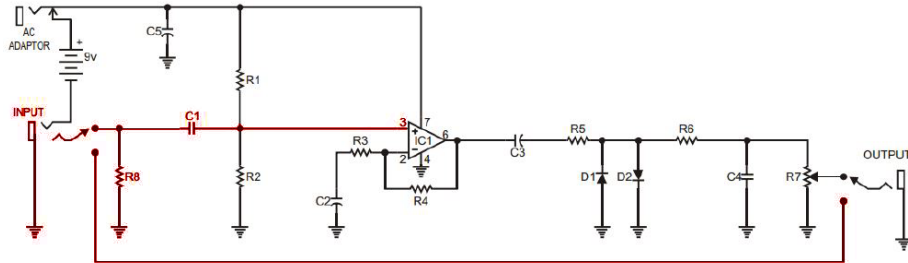 AC
ADAPTOR
+
9v
C5
R1
INPUT
C1
R8
R2
3
+
7
IC1
6
-
2
4
R3
R4
C2
C3
R5
D1
D2
R6
C4
R7
OUTPUT